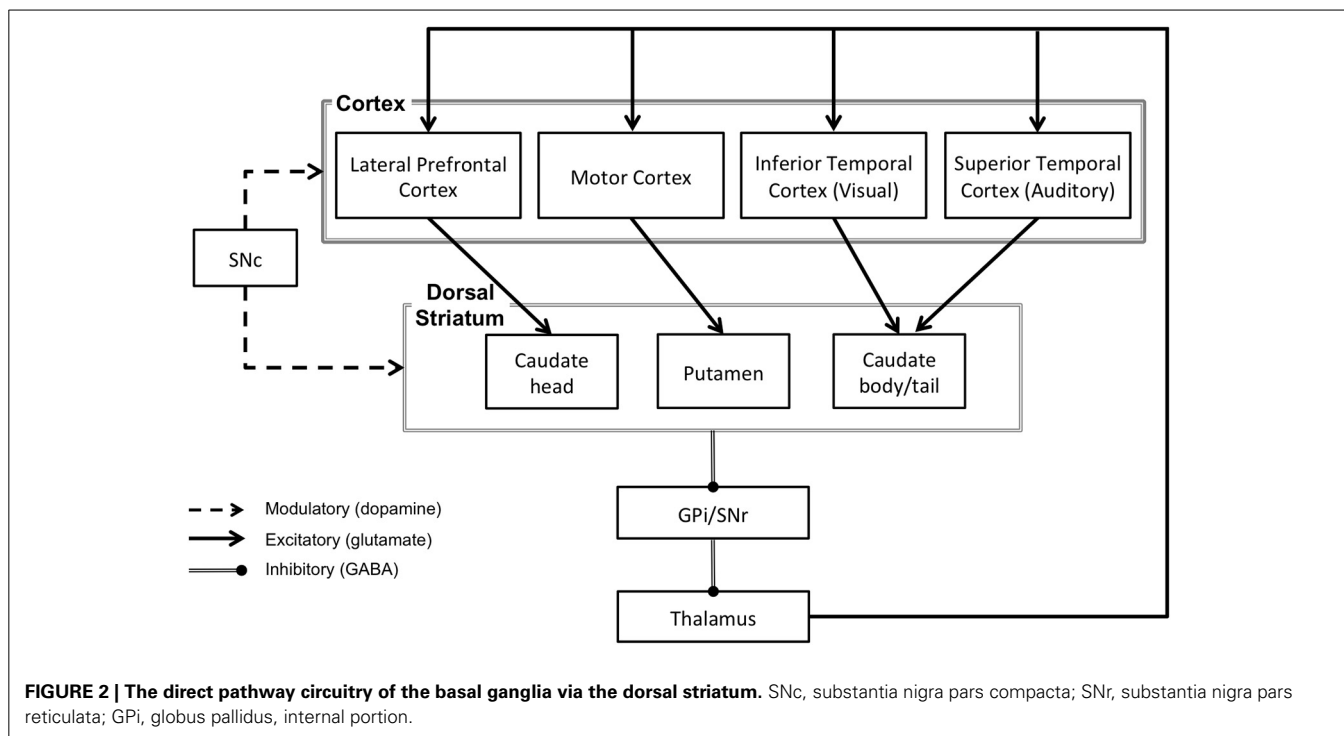 Cortex
Lateral Prefrontal
Cortex
Motor Cortex
Inferior Temporal
Cortex (Visual)
Superior Temporal
Cortex (Auditory)
SNc
Dorsal
Striatum
Caudate
head
Putamen
Caudate
body/tail
GPi/SNr
Thalamus
Modulatory (dopamine)
Excitatory (glutamate)
Inhibitory (GABA)
FIGURE 2 | The direct pathway circuitry of the basal ganglia via the dorsal striatum. SNc, substantia nigra pars compacta; SNr, substantia nigra pars
reticulata; GPi, globus pallidus, internal portion.